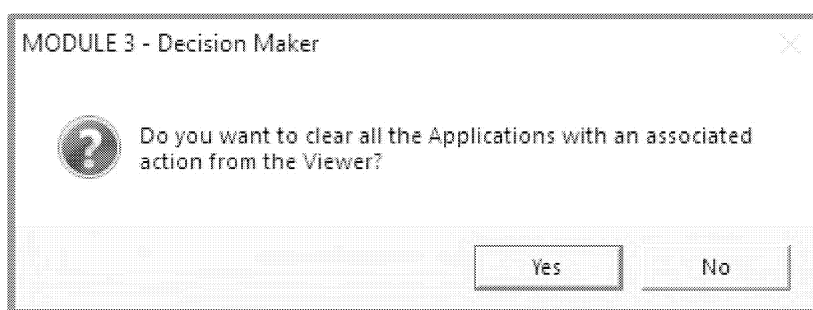 MODULE 3 - Decision Maker
Do you want to clear all the Applications with an associated
action from the Viewer?
Yes No